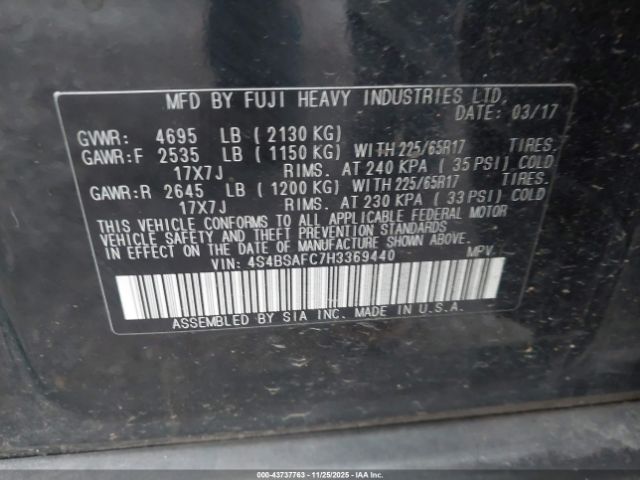 MFD BY FUJI HEAVY INDUSTRIES LTD.
DATE: 03/17
GVWR: 4695 LB (2130 KG)
GAWR:F 2535 LB (1150 KG) WITH 225/65R17 TIRES.
17X7J RIMS. AT 240 KPA (35 PSI) COLD
GAWR:R 2645 LB (1200 KG) WITH 225/65R17 TIRES.
17X7J RIMS. AT 230 KPA (33 PSI) COLD
THIS VEHICLE CONFORMS TO ALL APPLICABLE FEDERAL MOTOR
VEHICLE SAFETY AND THEFT PREVENTION STANDARDS IN EFFECT
ON THE DATE OF MANUFACTURE SHOWN ABOVE.
VIN: 4S4BSAFC7H3369440 MPV
ASSEMBLED BY SIA INC. MADE IN U.S.A.
000-43737763 - 11/25/2025 - IAA Inc.